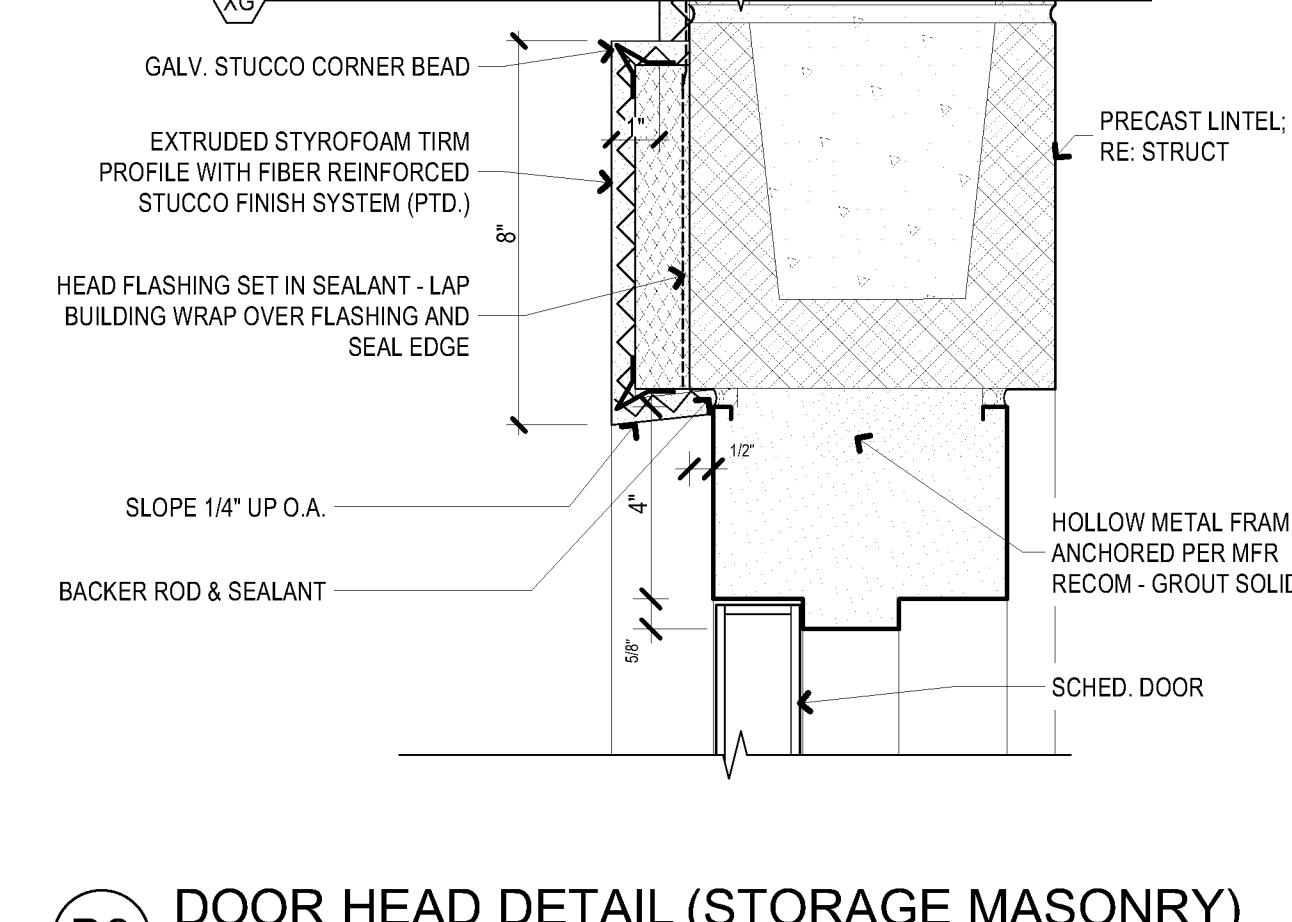 XG
GALV. STUCCO CORNER BEAD
EXTRUDED STYROFOAM TIRM
PROFILE WITH FIBER REINFORCED
STUCCO FINISH SYSTEM (PTD.)
1"
8"
HEAD FLASHING SET IN SEALANT - LAP
BUILDING WRAP OVER FLASHING AND
SEAL EDGE
PRECAST LINTEL;
RE: STRUCT
1/2"
4"
SLOPE 1/4" UP O.A.
BACKER ROD & SEALANT
5/8"
HOLLOW METAL FRAM
ANCHORED PER MFR
RECOM - GROUT SOLID
SCHED. DOOR
DOOR HEAD DETAIL (STORAGE MASONRY)